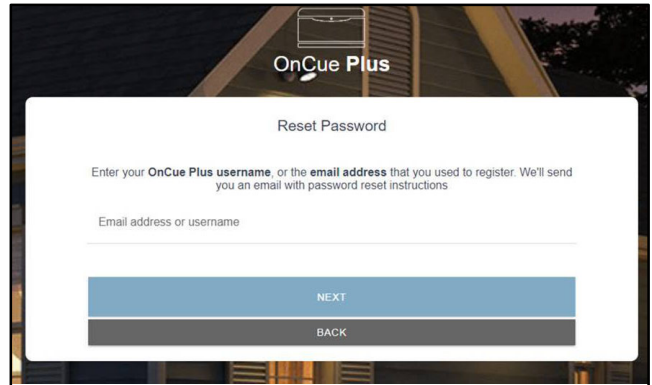 OnCue Plus
Reset Password
Enter your OnCue Plus username, or the email address that you used to register. We'll send
you an email with password reset instructions
Email address or username
NEXT
BACK